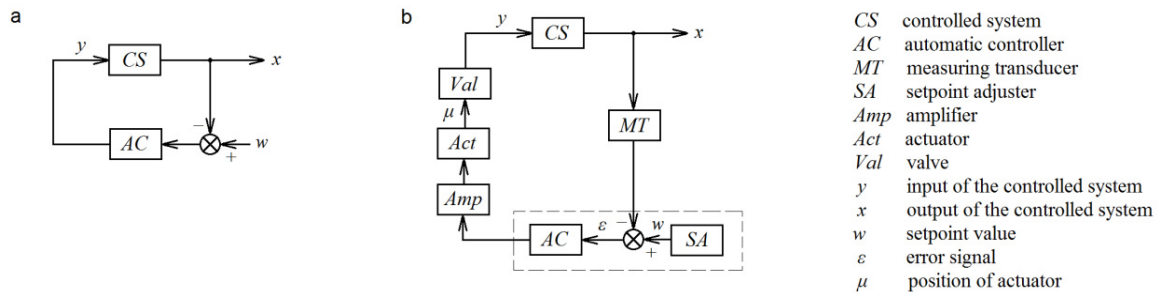 a
y
CS
x
−
AC
+
w
b
y
CS
x
Val
μ
MT
Act
Amp
AC
ε
−
w
+
SA
CS controlled system
AC automatic controller
MT measuring transducer
SA setpoint adjuster
Amp amplifier
Act actuator
Val valve
y input of the controlled system
x output of the controlled system
w setpoint value
ε error signal
μ position of actuator